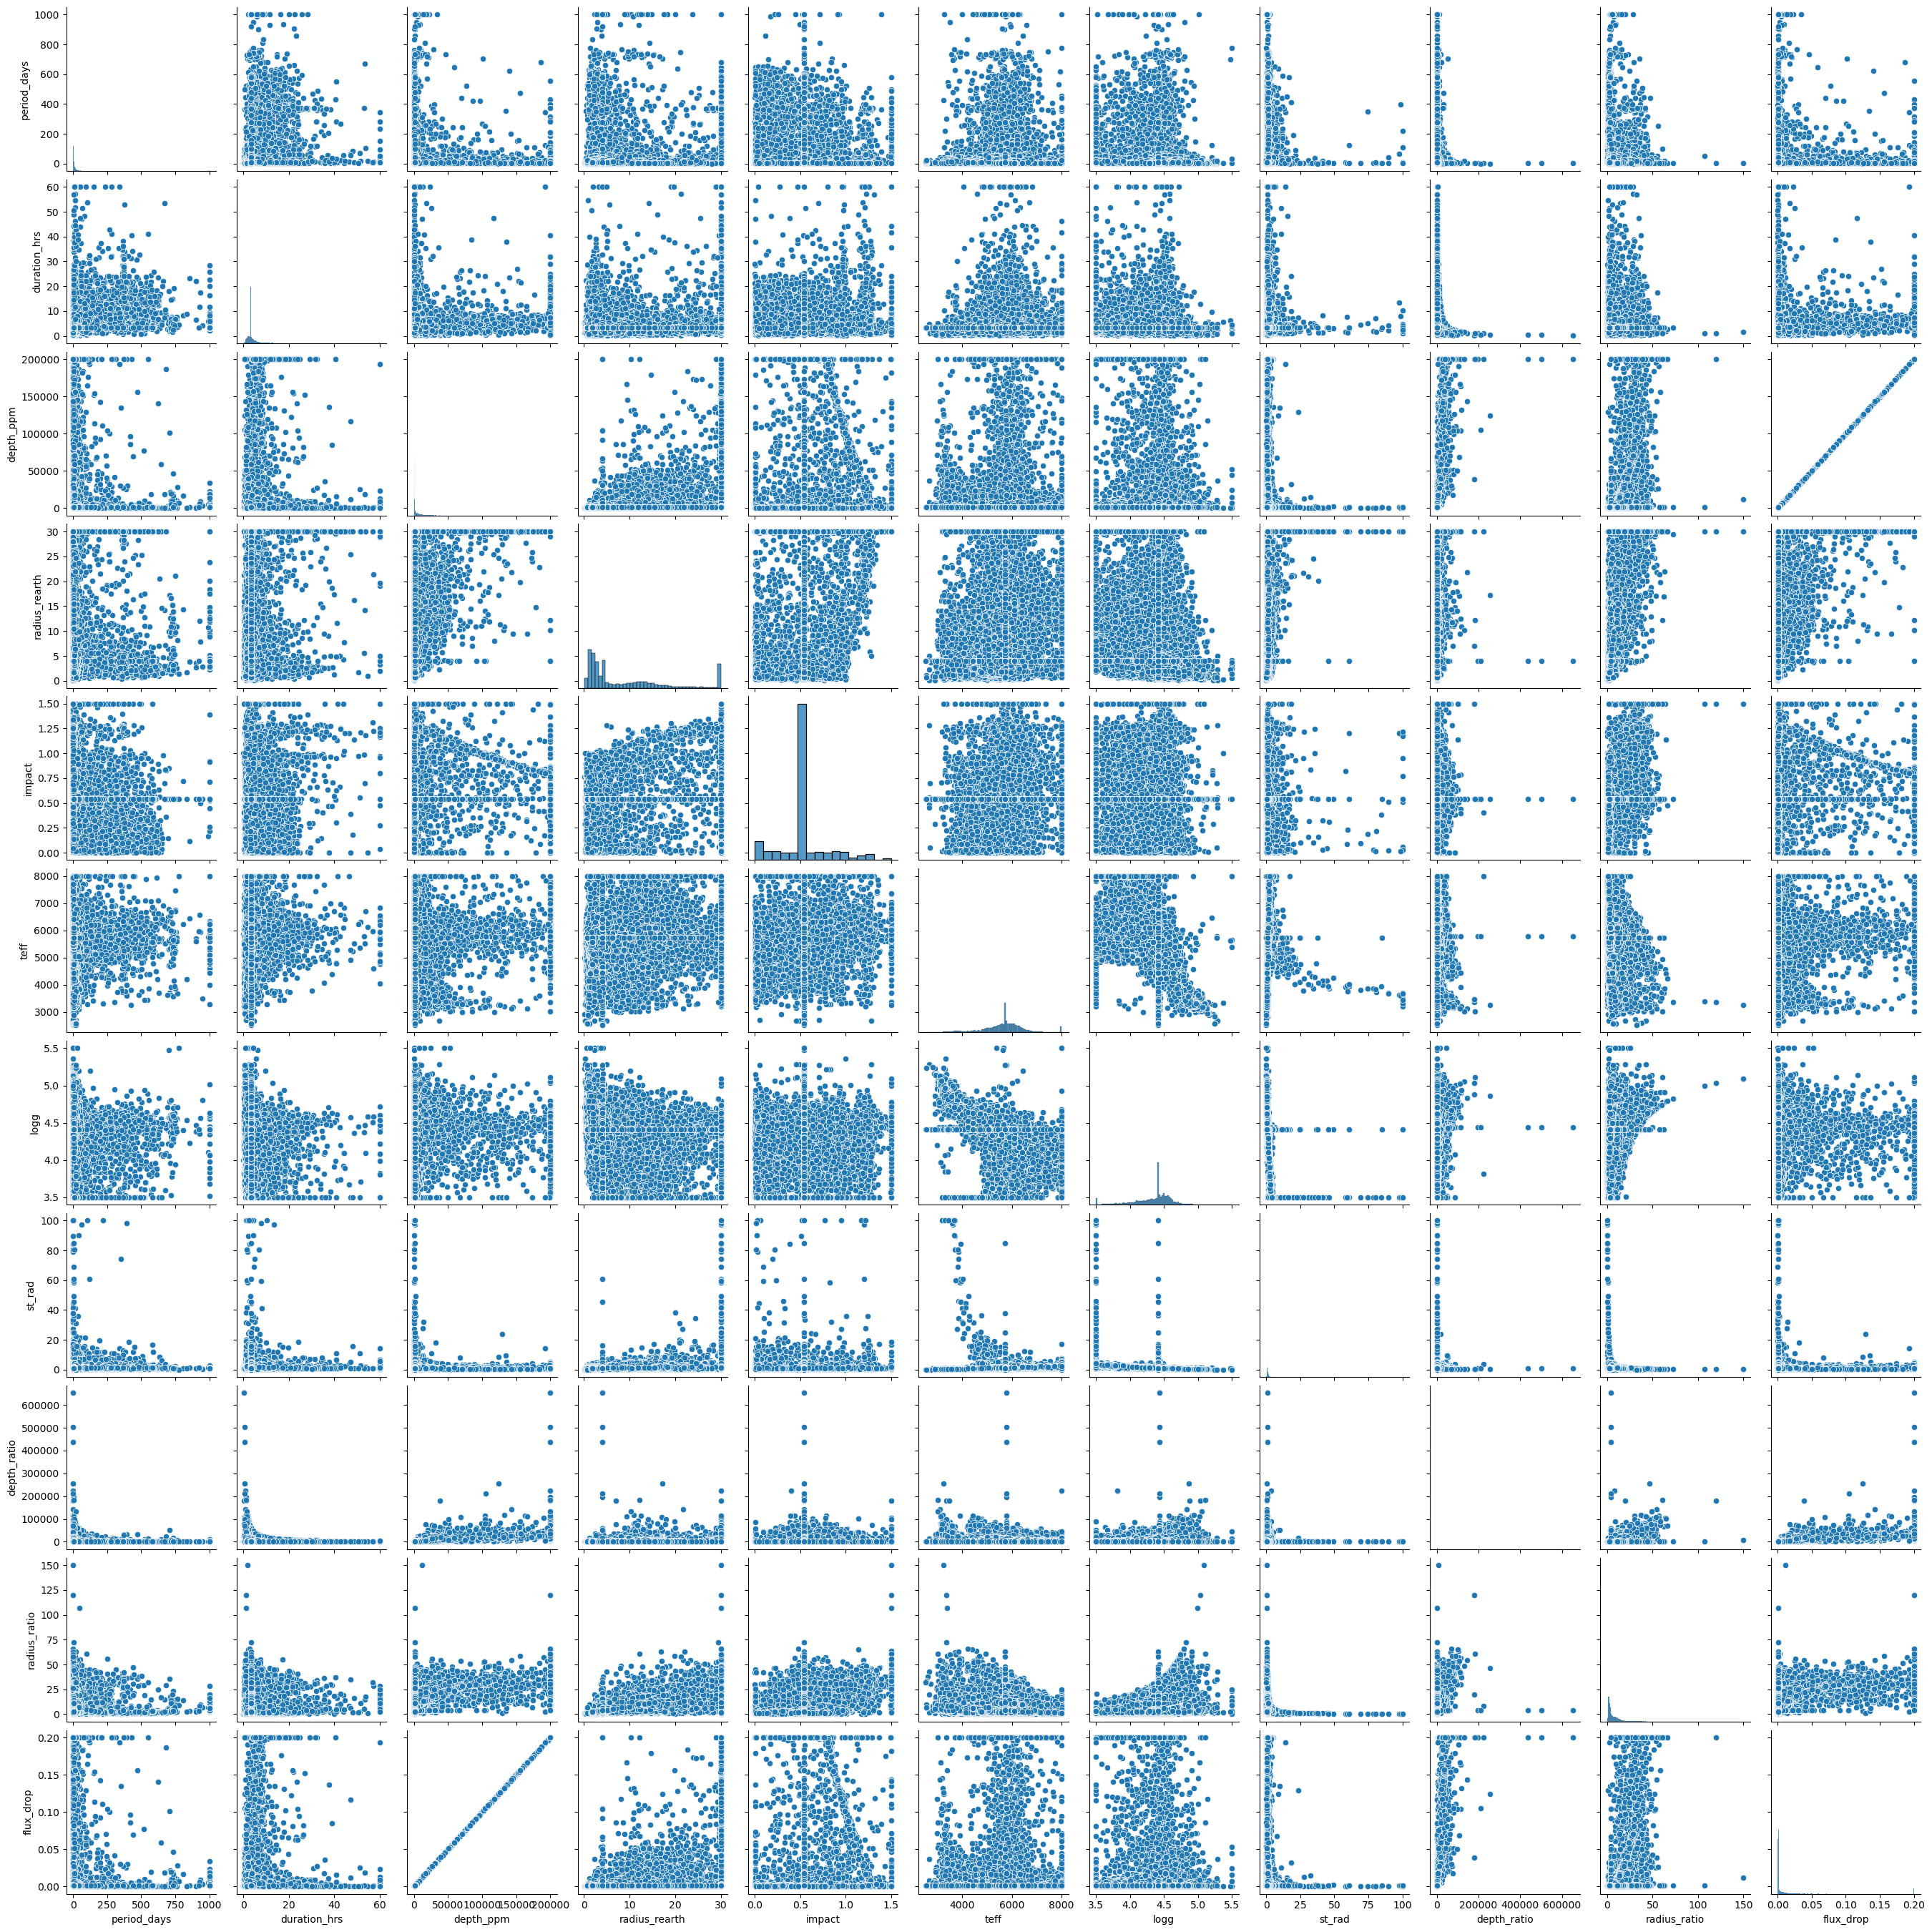 1000
800
600
400
200
0
period_days
60
50
40
30
20
10
0
duration_hrs
200000
150000
100000
50000
0
depth_ppm
30
25
20
15
10
5
0
radius_rearth
1.50
1.25
1.00
0.75
0.50
0.25
0.00
impact
8000
7000
6000
5000
4000
3000
teff
5.5
5.0
4.5
4.0
3.5
logg
100
80
60
40
20
0
st_rad
600000
500000
400000
300000
200000
100000
0
depth_ratio
150
125
100
75
50
25
0
radius_ratio
0.20
0.15
0.10
0.05
0.00
flux_drop
0 250 500 750 1000
0 20 40 60
0 50000 100000 150000 200000
0 10 20 30
0.0 0.5 1.0 1.5
4000 6000 8000
3.5 4.0 4.5 5.0 5.5
0 25 50 75 100
0 200000 400000 600000
0 50 100 150
0.00 0.05 0.10 0.15 0.20
period_days duration_hrs depth_ppm radius_rearth impact teff logg st_rad depth_ratio radius_ratio flux_drop